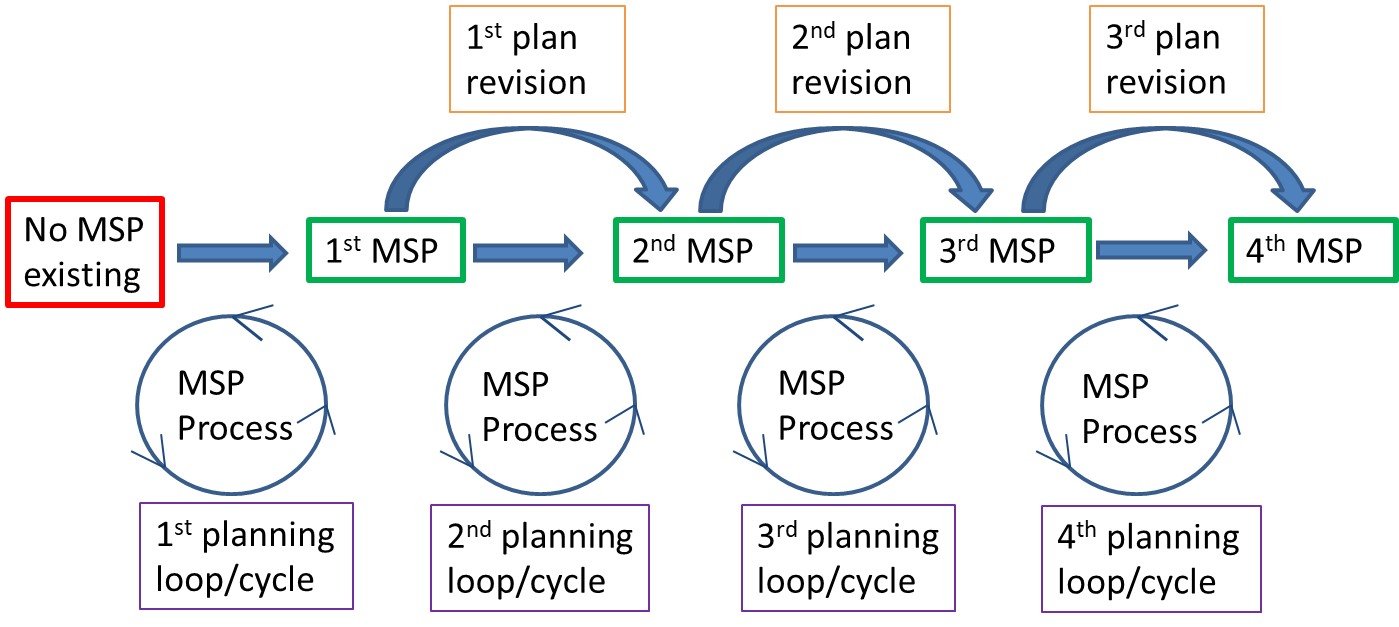 1st plan
revision
2nd plan
revision
3rd plan
revision
No MSP
existing
1st MSP
2nd MSP
3rd MSP
4th MSP
MSP
Process
MSP
Process
MSP
Process
MSP
Process
1st planning
loop/cycle
2nd planning
loop/cycle
3rd planning
loop/cycle
4th planning
loop/cycle